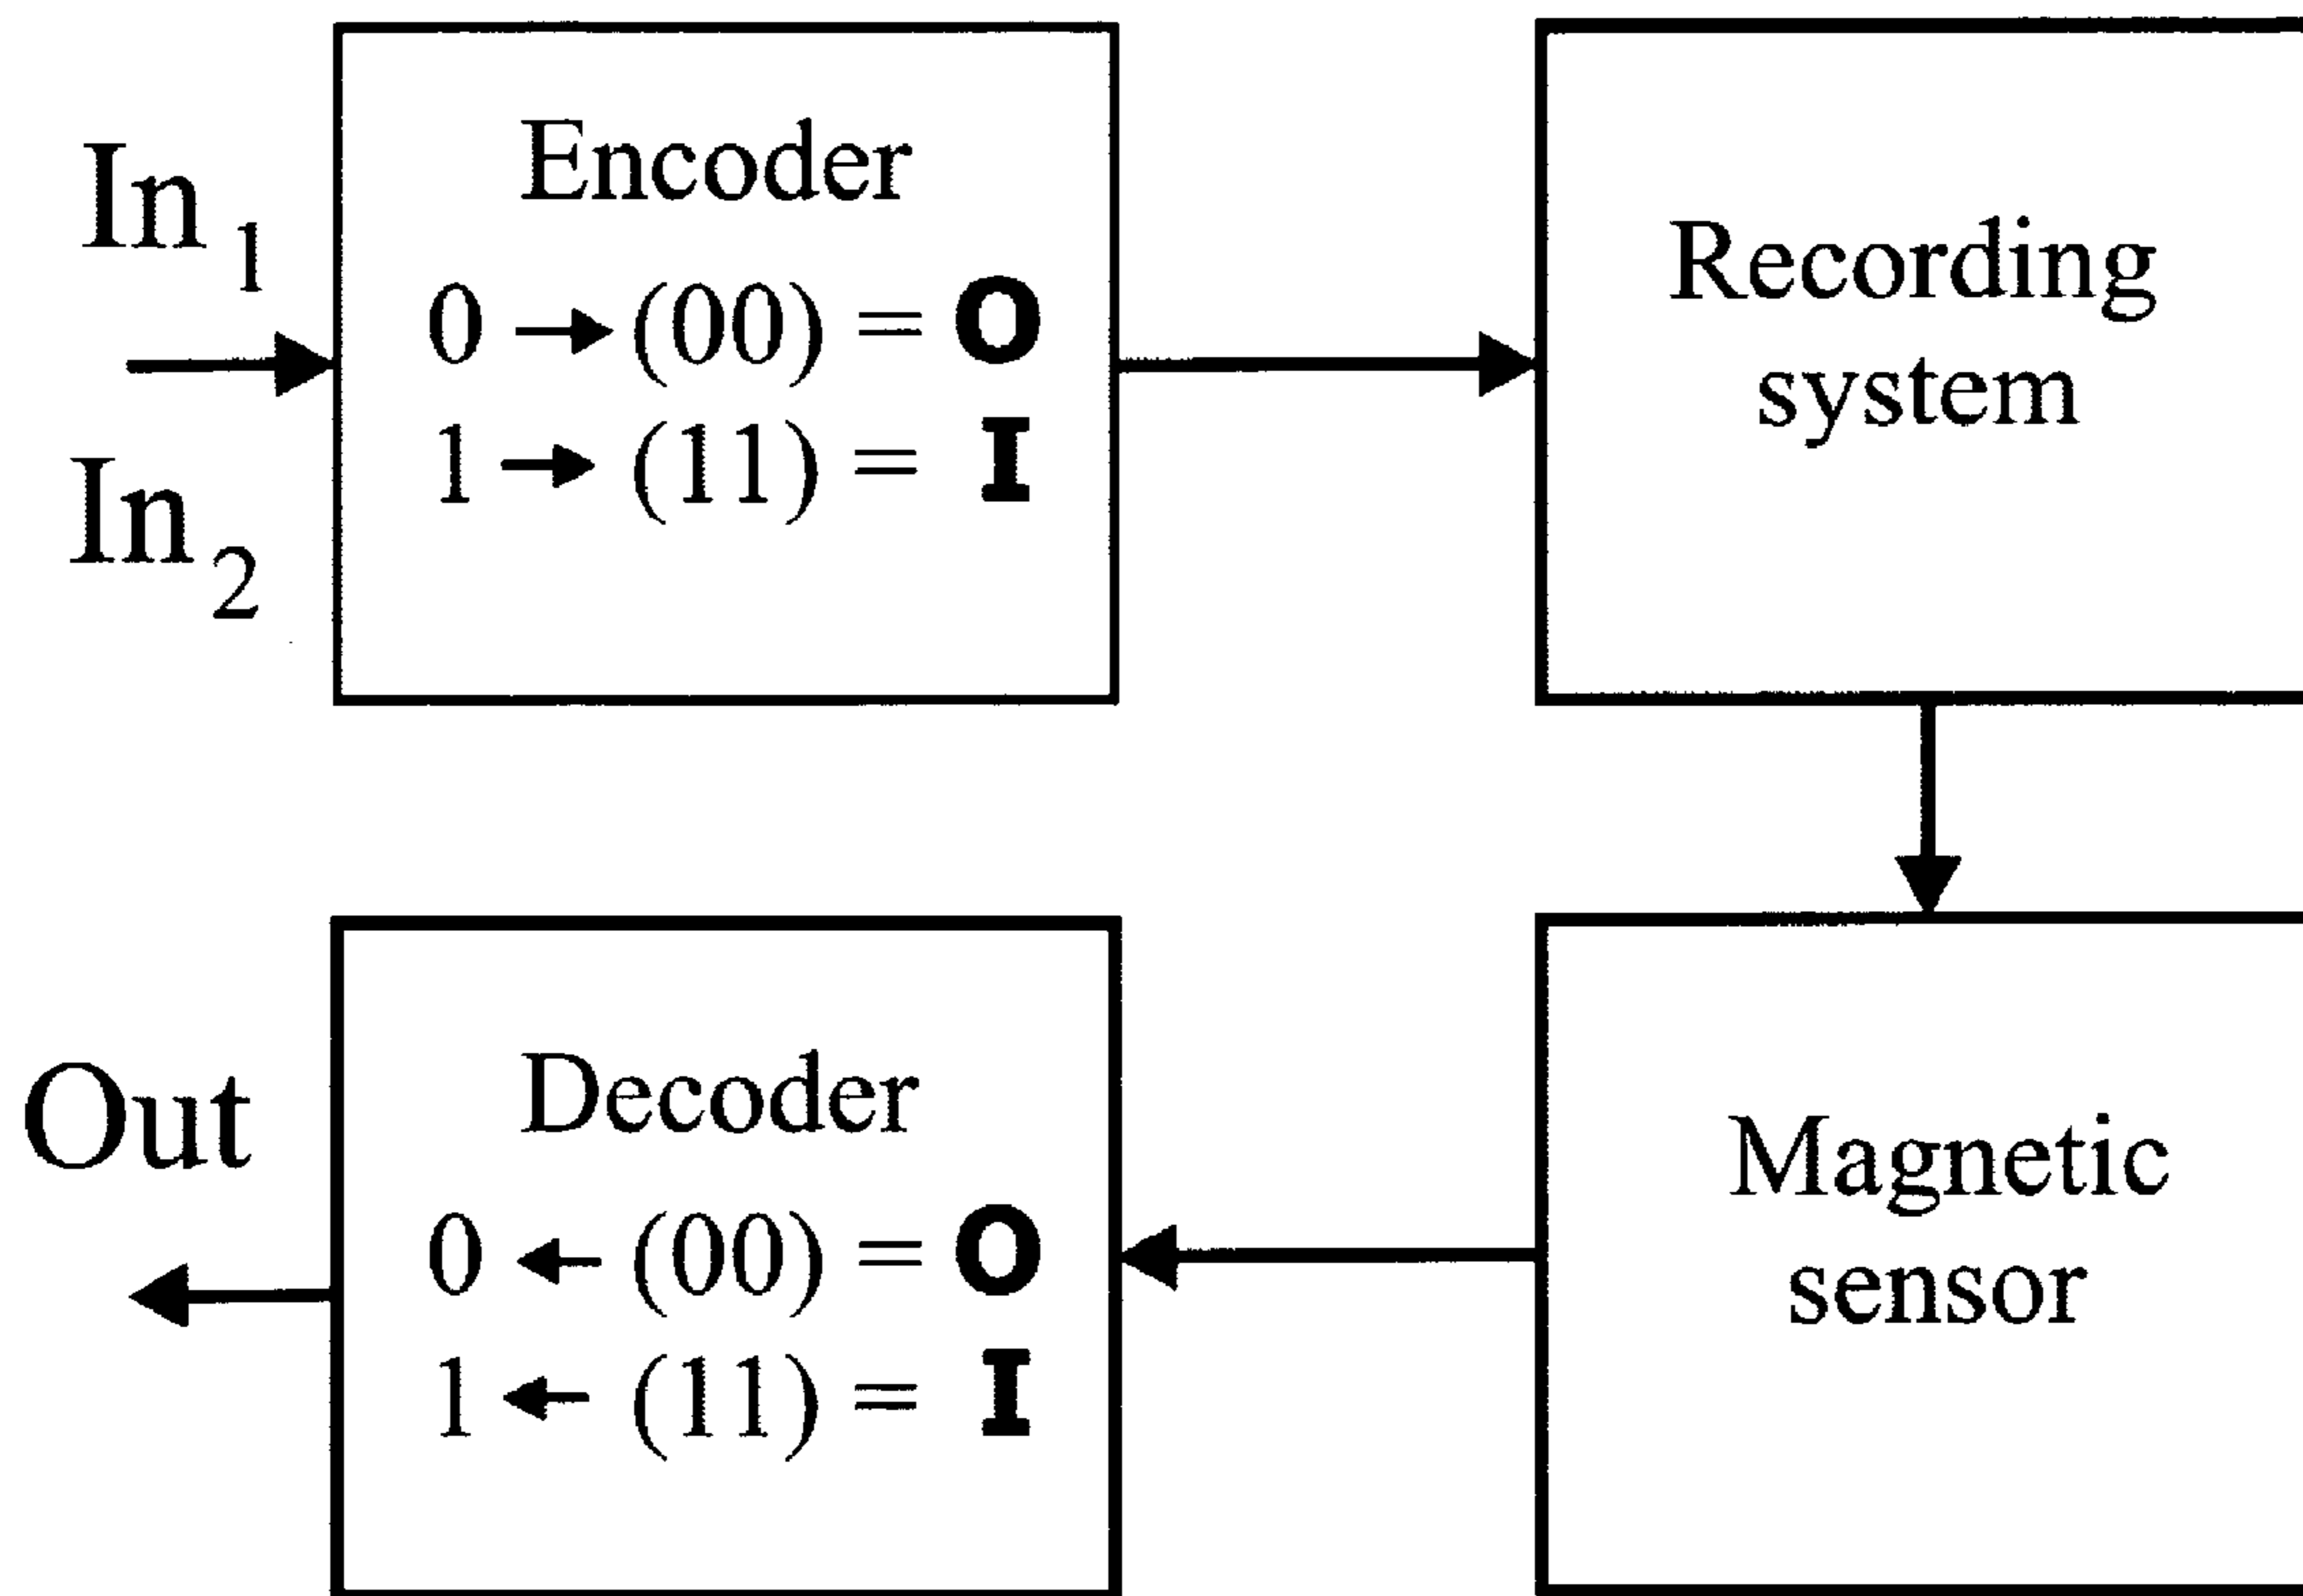 In 1
In 2
Encoder
0 → (00) = O
1 → (11) = I
Recording
system
Out
Decoder
0 ← (00) = O
1 ← (11) = I
Magnetic
sensor